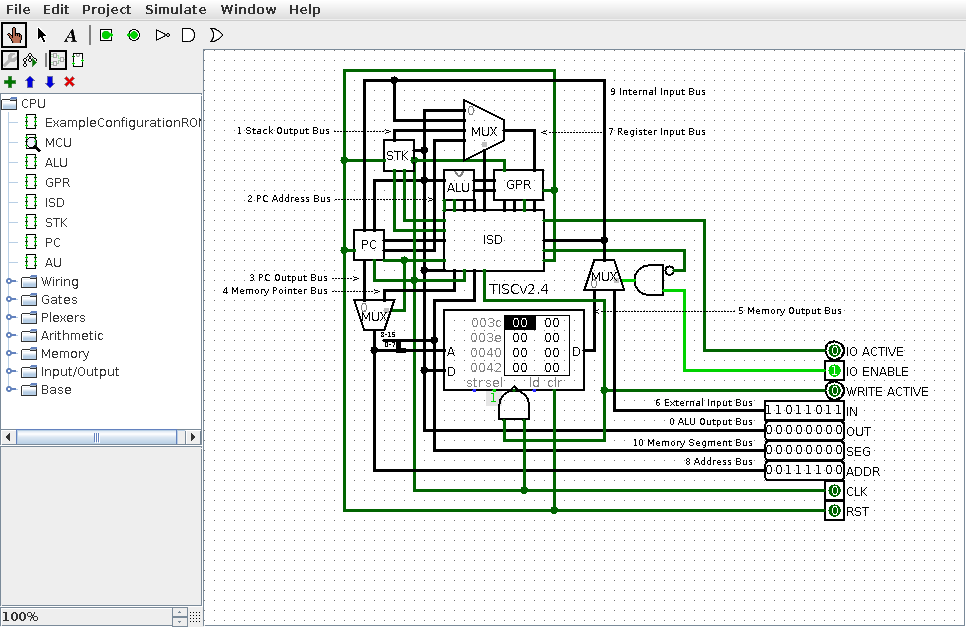 File Edit Project Simulate Window Help
A
CPU
ExampleConfigurationROM
MCU
ALU
GPR
ISD
STK
PC
AU
Wiring
Gates
Plexers
Arithmetic
Memory
Input/Output
Base
100%
9 Internal Input Bus
1 Stack Output Bus
0
MUX
7 Register Input Bus
STK
ALU
GPR
2 PC Address Bus
PC
ISD
3 PC Output Bus
MUX
0
4 Memory Pointer Bus
TISCv2.4
MUX
0
5 Memory Output Bus
8-15
0-7
003c 00 00
003e 00 00
0040 00 00
0042 00 00
A
D
D
str sel ld clr
1
0 IO ACTIVE
1 IO ENABLE
0 WRITE ACTIVE
6 External Input Bus 11011011 IN
0 ALU Output Bus 00000000 OUT
10 Memory Segment Bus 00000000 SEG
8 Address Bus 00111100 ADDR
0 CLK
0 RST